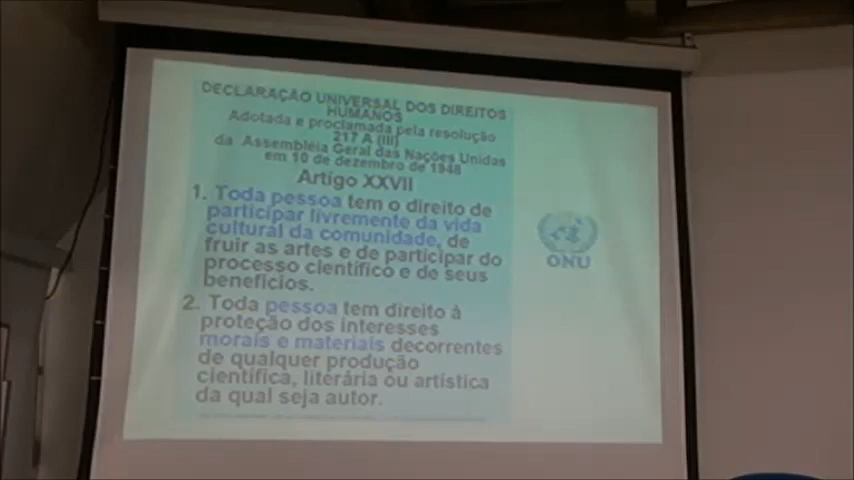 DECLARAÇÃO UNIVERSAL DOS DIREITOS
HUMANOS
Adotada e proclamada pela resolução
217 A (III)
da Assembléia Geral das Nações Unidas
em 10 de dezembro de 1948
Artigo XXVII
1. Toda pessoa tem o direito de
participar livremente da vida
cultural da comunidade, de
fruir as artes e de participar do
processo científico e de seus
benefícios.
2. Toda pessoa tem direito à
proteção dos interesses
morais e materiais decorrentes
de qualquer produção
científica, literária ou artística
da qual seja autor.
ONU